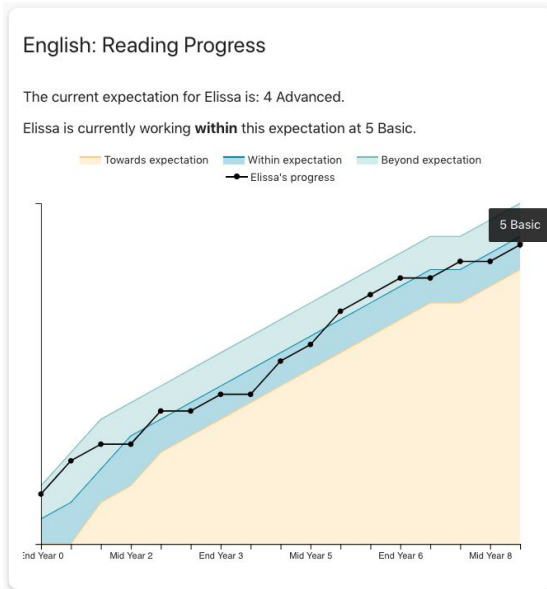 English: Reading Progress
The current expectation for Elissa is: 4 Advanced.
Elissa is currently working within this expectation at 5 Basic.
Towards expectation Within expectation Beyond expectation
Elissa's progress
5 Basic
nd Year 0 Mid Year 2 End Year 3 Mid Year 5 End Year 6 Mid Year 8